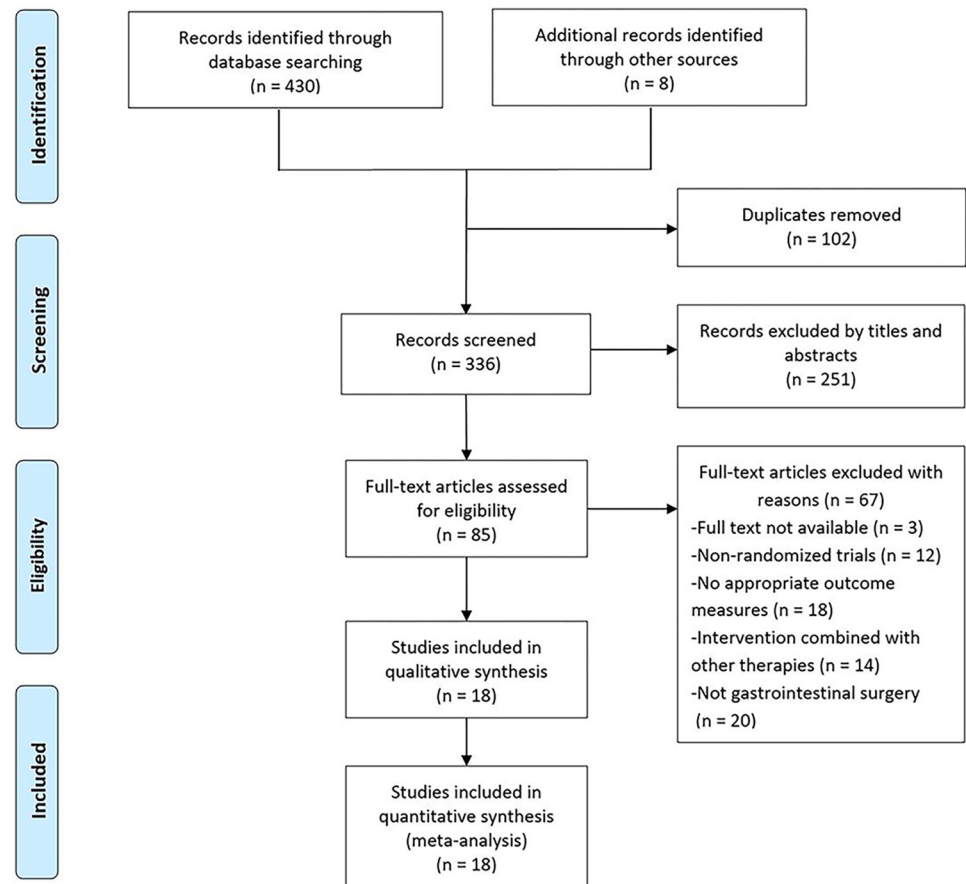 Identification
Records identified through
database searching
(n = 430)
Additional records identified
through other sources
(n = 8)
Duplicates removed
(n = 102)
Screening
Records screened
(n = 336)
Records excluded by titles and
abstracts
(n = 251)
Eligibility
Full-text articles assessed
for eligibility
(n = 85)
Full-text articles excluded with
reasons (n = 67)
-Full text not available (n = 3)
-Non-randomized trials (n = 12)
-No appropriate outcome
measures (n = 18)
-Intervention combined with
other therapies (n = 14)
-Not gastrointestinal surgery
(n = 20)
Studies included in
qualitative synthesis
(n = 18)
Included
Studies included in
quantitative synthesis
(meta-analysis)
(n = 18)